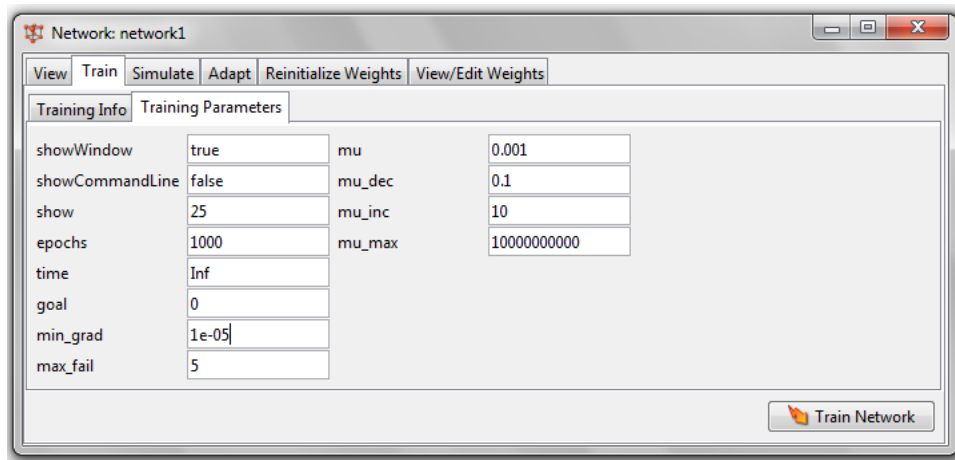 Network: network1
View Train Simulate Adapt Reinitialize Weights View/Edit Weights
Training Info Training Parameters
showWindow true mu 0.001
showCommandLine false mu_dec 0.1
show 25 mu_inc 10
epochs 1000 mu_max 10000000000
time Inf
goal 0
min_grad 1e-05
max_fail 5
Train Network